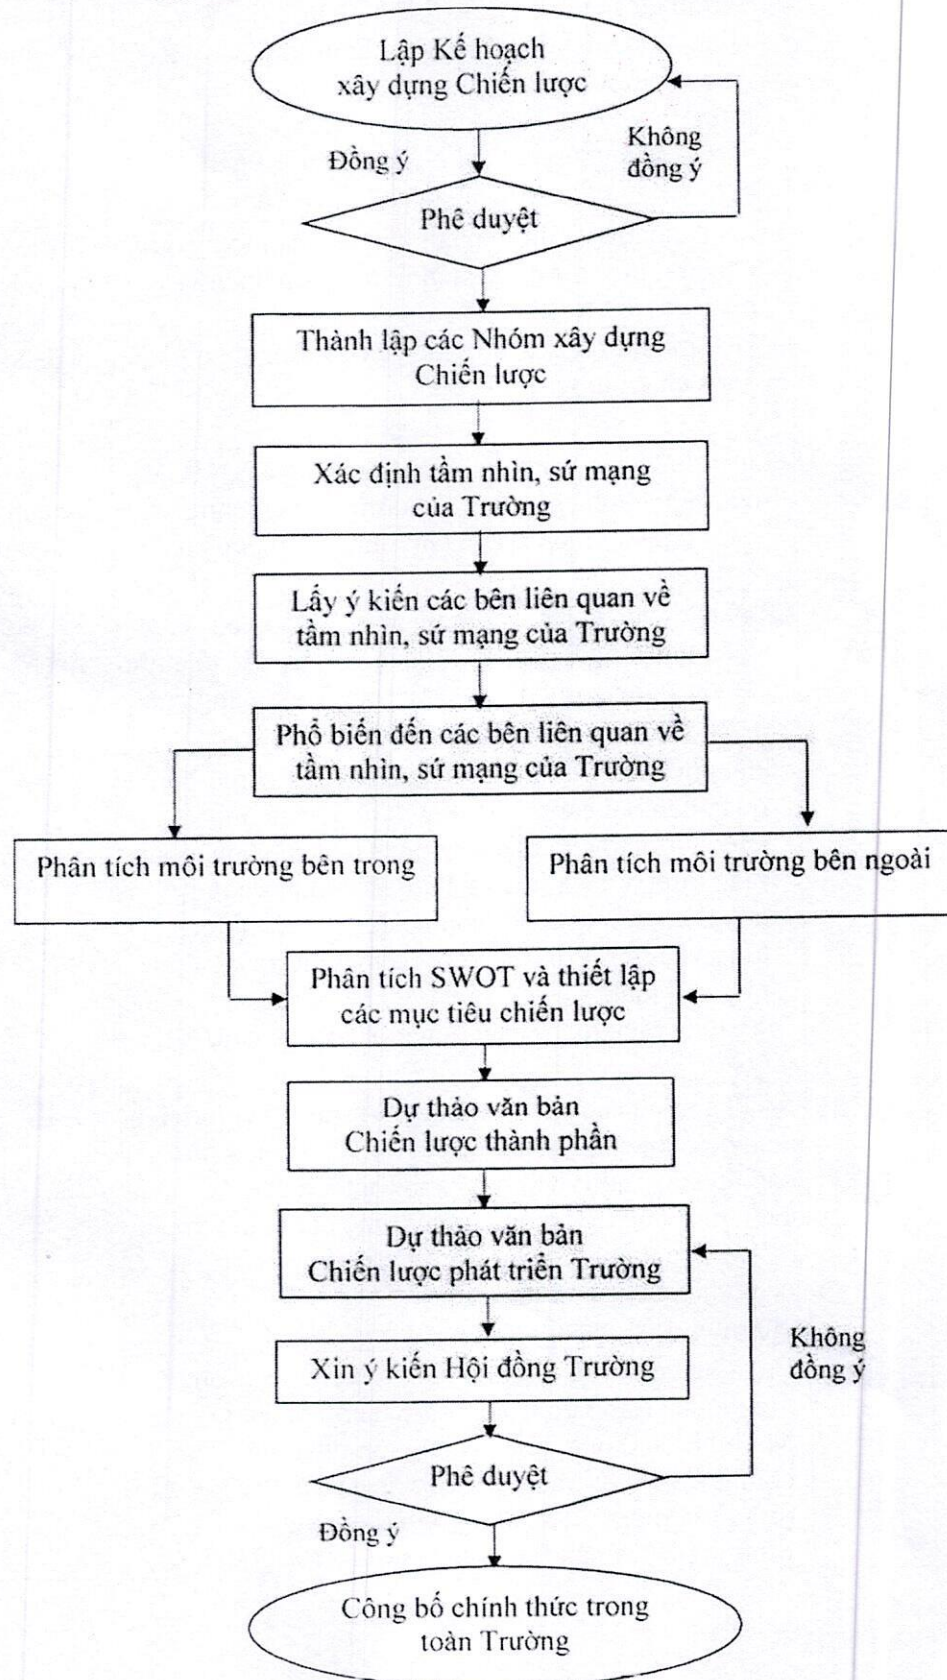 Lập Kế hoạch
xây dựng Chiến lược
Không
đồng ý
Đồng ý
Phê duyệt
Thành lập các Nhóm xây dựng
Chiến lược
Xác định tầm nhìn, sứ mạng
của Trường
Lấy ý kiến các bên liên quan về
tầm nhìn, sứ mạng của Trường
Phổ biến đến các bên liên quan về
tầm nhìn, sứ mạng của Trường
Phân tích môi trường bên trong
Phân tích môi trường bên ngoài
Phân tích SWOT và thiết lập
các mục tiêu chiến lược
Dự thảo văn bản
Chiến lược thành phần
Dự thảo văn bản
Chiến lược phát triển Trường
Không
đồng ý
Xin ý kiến Hội đồng Trường
Phê duyệt
Đồng ý
Công bố chính thức trong
toàn Trường